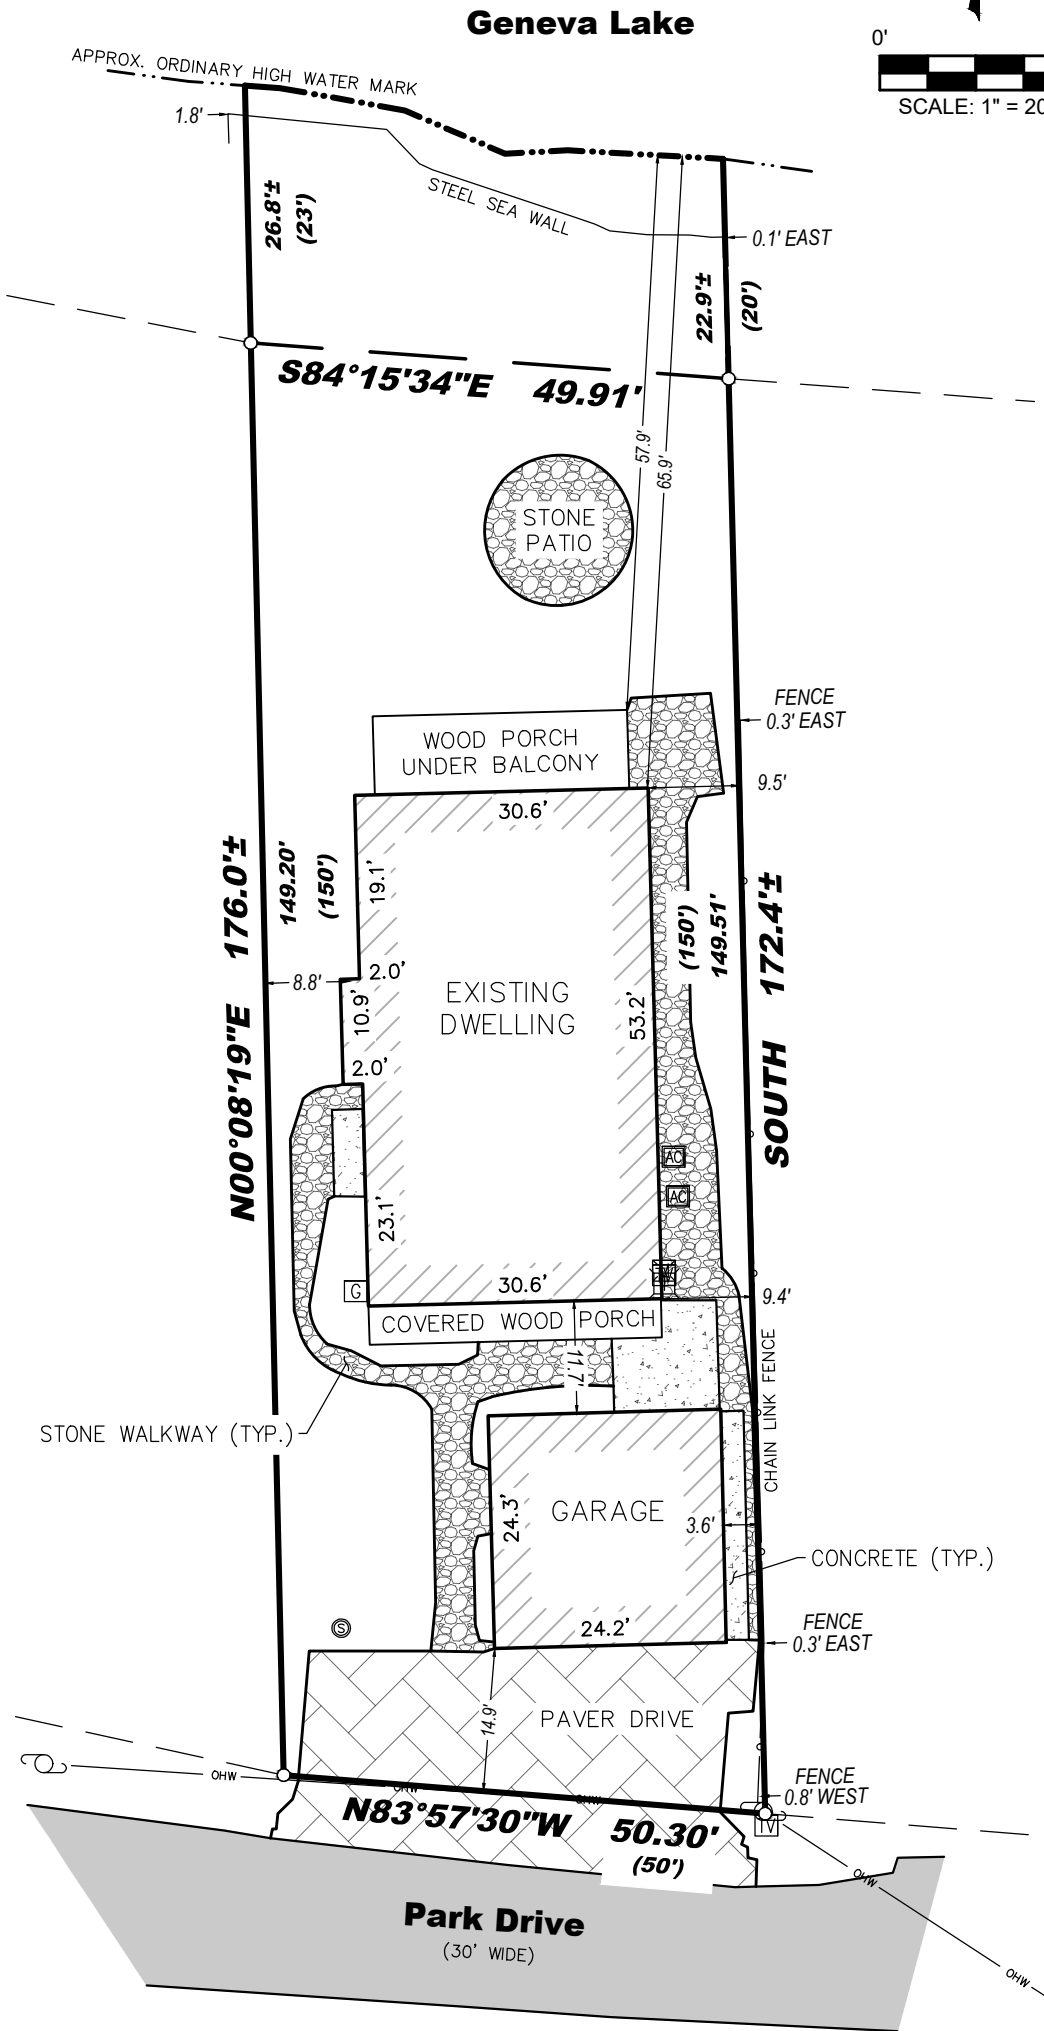 Geneva Lake
0'
SCALE: 1" = 20
APPROX. ORDINARY HIGH WATER MARK
1.8'
STEEL SEA WALL
26.8'±
(23')
0.1' EAST
22.9'±
(20')
S84°15'34"E 49.91'
57.9'
65.9'
STONE
PATIO
FENCE
0.3' EAST
WOOD PORCH
UNDER BALCONY
9.5'
30.6'
19.1'
N00°08'19"E 176.0'±
149.20'
(150')
(150')
149.51'
SOUTH 172.4'±
2.0'
8.8'
10.9'
EXISTING
DWELLING
53.2'
2.0'
AC
AC
23.1'
G
30.6'
9.4'
COVERED WOOD PORCH
11.7'
CHAIN LINK FENCE
STONE WALKWAY (TYP.)
24.3'
GARAGE
3.6'
CONCRETE (TYP.)
24.2'
S
FENCE
0.3' EAST
14.9'
PAVER DRIVE
OHW
OHW
OHW
FENCE
0.8' WEST
TV
N83°57'30"W 50.30'
(50')
OHW
Park Drive
(30' WIDE)
OHW